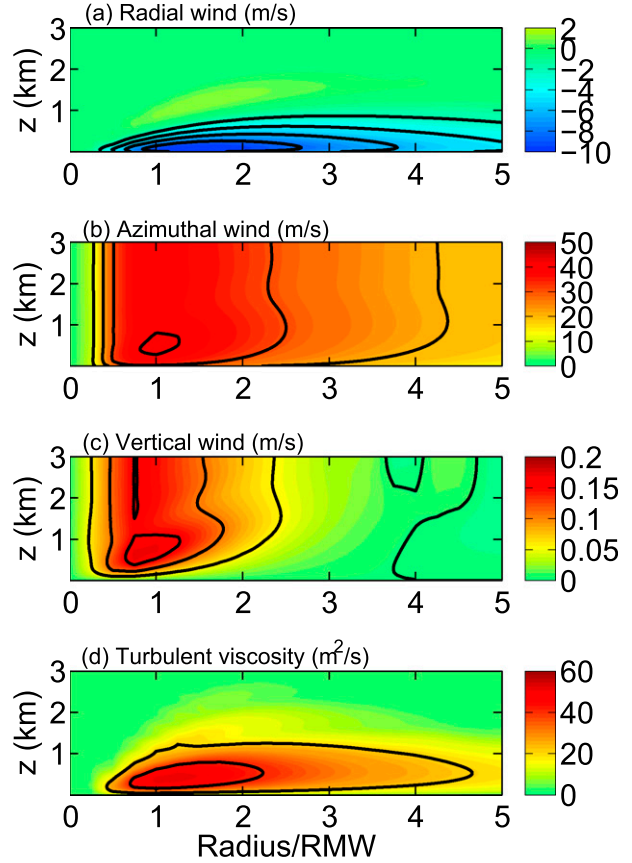 (a) Radial wind (m/s)
z (km)
3
2
1
0 1 2 3 4 5
2
0
−2
−4
−6
−8
−10
(b) Azimuthal wind (m/s)
z (km)
3
2
1
0 1 2 3 4 5
50
40
30
20
10
0
(c) Vertical wind (m/s)
z (km)
3
2
1
0 1 2 3 4 5
0.2
0.15
0.1
0.05
0
(d) Turbulent viscosity (m²/s)
z (km)
3
2
1
0 1 2 3 4 5
60
40
20
0
Radius/RMW